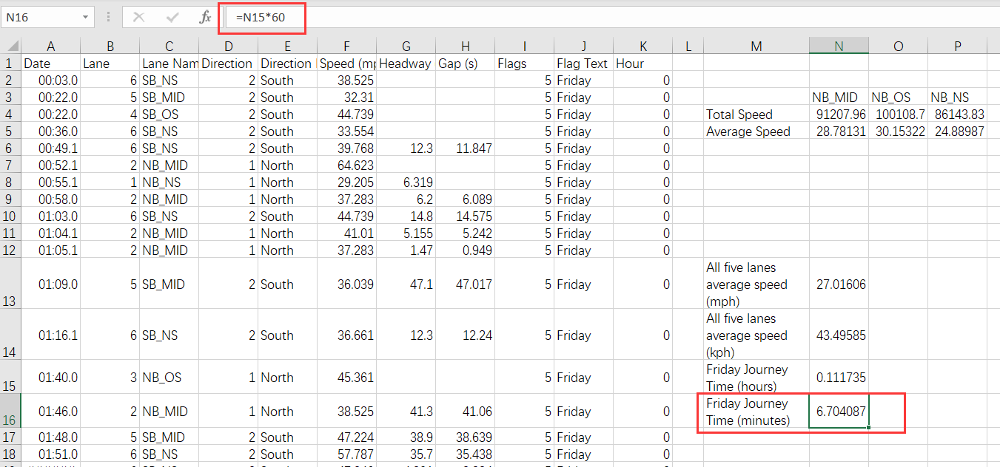 N16 fx =N15*60
A B C D E F G H I J K L M N O P
1 Date Lane Lane Nam Direction Direction Speed (mp Headway Gap (s) Flags Flag Text Hour
2 00:03.0 6 SB_NS 2 South 38.525 5 Friday 0
3 00:22.0 5 SB_MID 2 South 32.31 5 Friday 0 NB_MID NB_OS NB_NS
4 00:22.0 4 SB_OS 2 South 44.739 5 Friday 0 Total Speed 91207.96 100108.7 86143.83
5 00:36.0 6 SB_NS 2 South 33.554 5 Friday 0 Average Speed 28.78131 30.15322 24.88987
6 00:49.1 6 SB_NS 2 South 39.768 12.3 11.847 5 Friday 0
7 00:52.1 2 NB_MID 1 North 64.623 5 Friday 0
8 00:55.1 1 NB_NS 1 North 29.205 6.319 5 Friday 0
9 00:58.0 2 NB_MID 1 North 37.283 6.2 6.089 5 Friday 0
10 01:03.0 6 SB_NS 2 South 44.739 14.8 14.575 5 Friday 0
11 01:04.1 2 NB_MID 1 North 41.01 5.155 5.242 5 Friday 0
12 01:05.1 2 NB_MID 1 North 37.283 1.47 0.949 5 Friday 0
All five lanes
13 01:09.0 5 SB_MID 2 South 36.039 47.1 47.017 5 Friday 0 average speed 27.01606
(mph)
All five lanes
14 01:16.1 6 SB_NS 2 South 36.661 12.3 12.24 5 Friday 0 average speed 43.49585
(kph)
Friday Journey
15 01:40.0 3 NB_OS 1 North 45.361 5 Friday 0 Time (hours) 0.111735
Friday Journey
16 01:46.0 2 NB_MID 1 North 38.525 41.3 41.06 5 Friday 0 Time (minutes) 6.704087
17 01:48.0 5 SB_MID 2 South 47.224 38.9 38.639 5 Friday 0
18 01:51.0 6 SB_NS 2 South 57.787 35.7 35.438 5 Friday 0